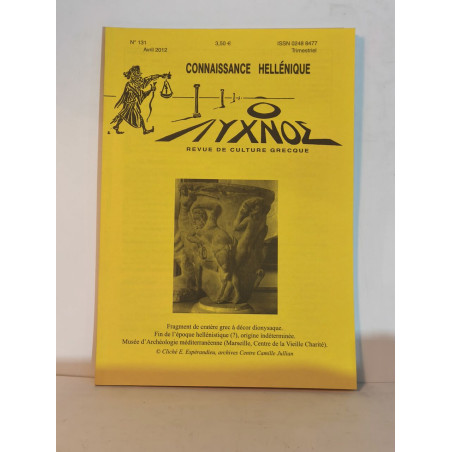 N° 131 3,50 € ISSN 0248 6477
Avril 2012 Trimestriel
CONNAISSANCE HELLÉNIQUE
ΛΥΧΝΟΣ
REVUE DE CULTURE GRECQUE
Fragment de cratère grec à décor dionysiaque.
Fin de l'époque hellénistique (?), origine indéterminée.
Musée d'Archéologie méditerranéenne (Marseille, Centre de la Vieille Charité).
© Cliché E. Espérandieu, archives Centre Camille Jullian